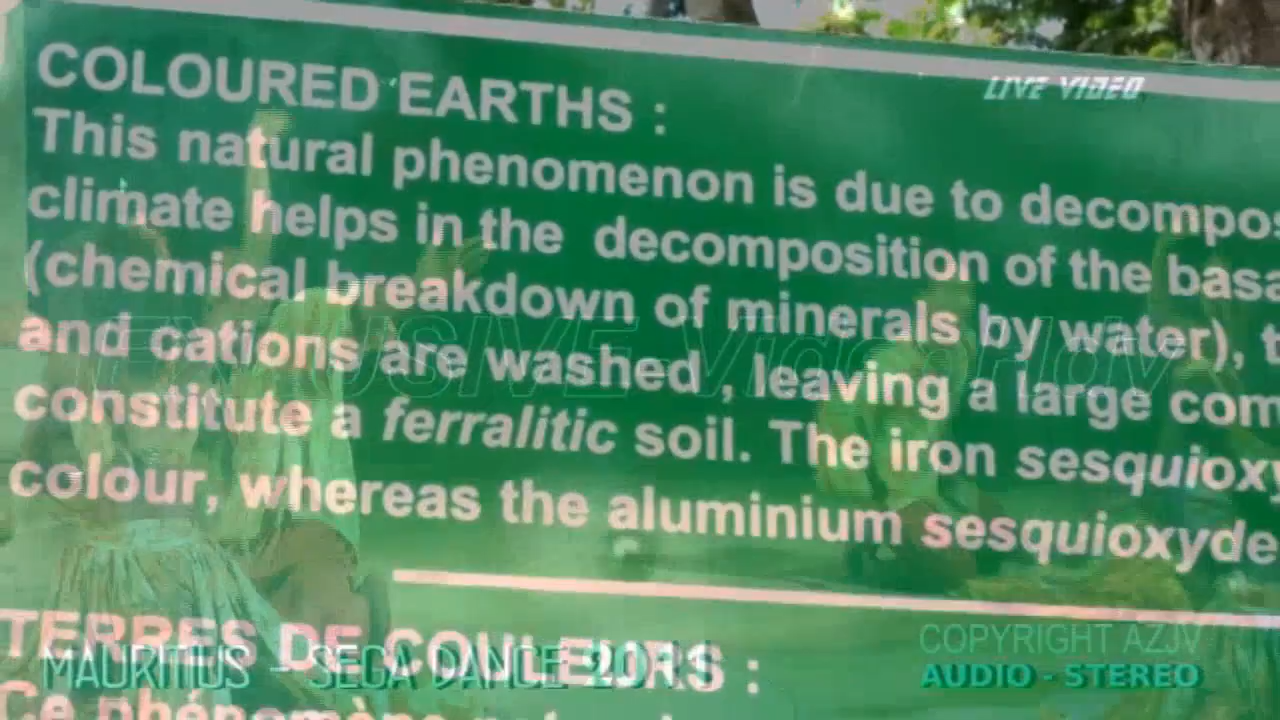 COLOURED EARTHS :
LIVE VIDEO
This natural phenomenon is due to decompos
climate helps in the decomposition of the basa
(chemical breakdown of minerals by water), t
and cations are washed , leaving a large com
constitute a ferralitic soil. The iron sesquioxy
colour, whereas the aluminium sesquioxyde
TERRES DE COULEURS :
MAURITIUS - SEGA DANCE
COPYRIGHT AZJV
AUDIO - STEREO
Ce phénomène